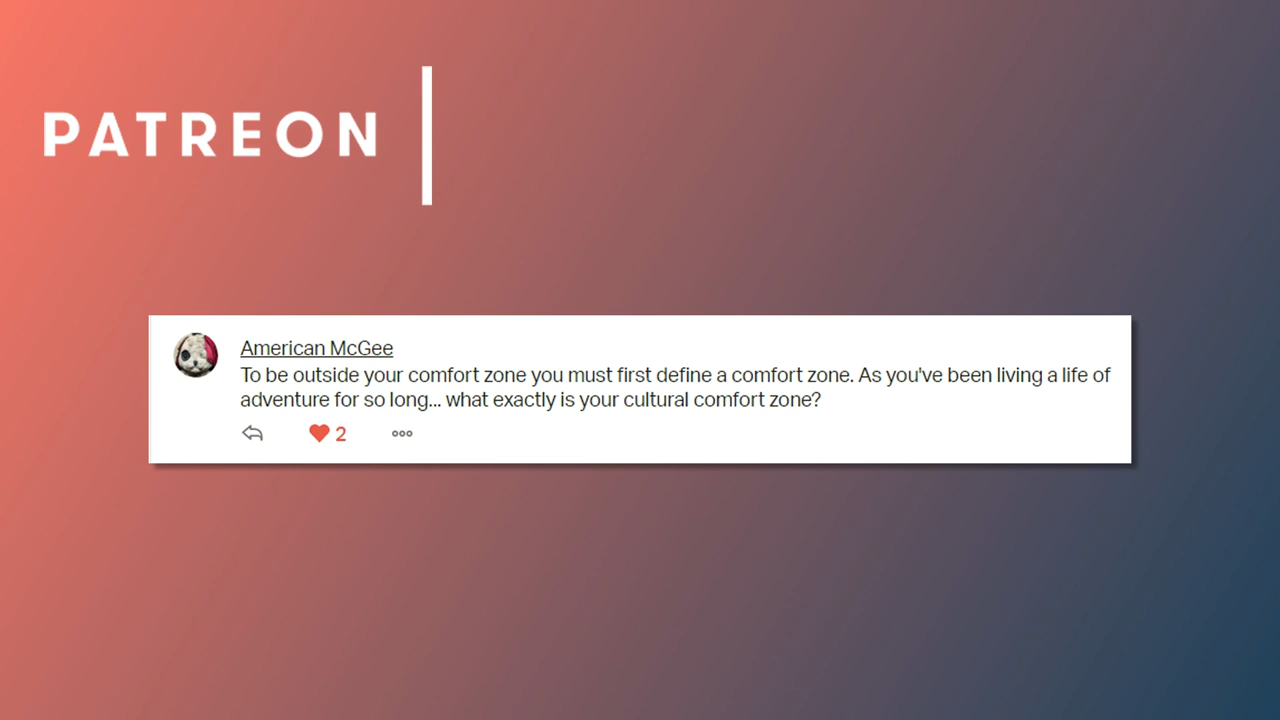 PATREON
American McGee
To be outside your comfort zone you must first define a comfort zone. As you've been living a life of
adventure for so long... what exactly is your cultural comfort zone?
2